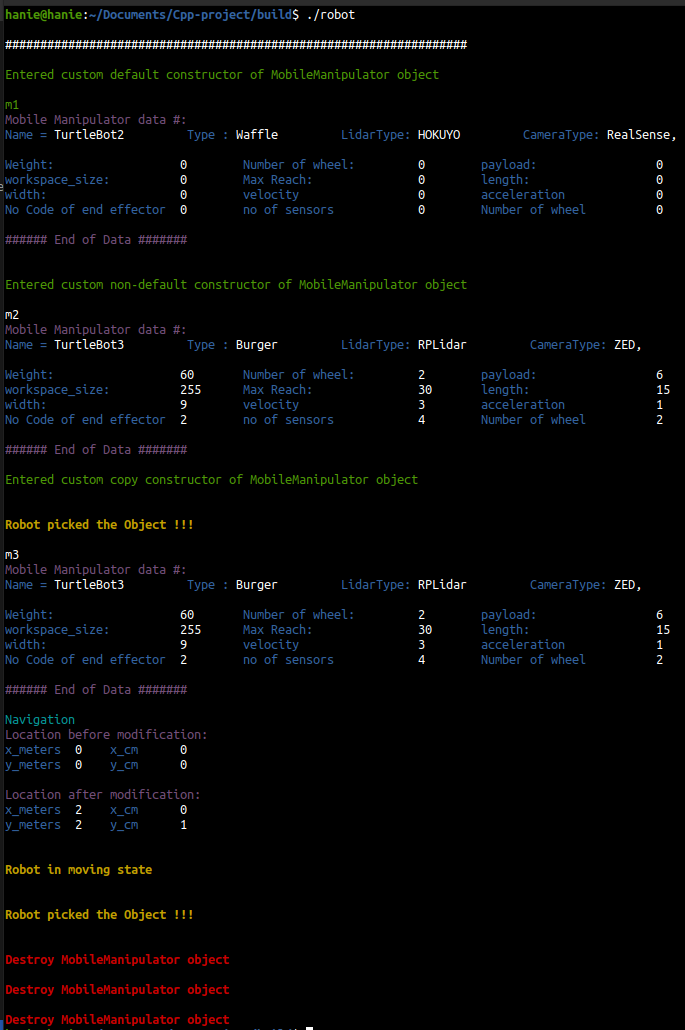 hanie@hanie:~/Documents/Cpp-project/build$ ./robot
##################################################################
Entered custom default constructor of MobileManipulator object
m1
Mobile Manipulator data #:
Name = TurtleBot2 Type : Waffle LidarType: HOKUYO CameraType: RealSense,
Weight: 0 Number of wheel: 0 payload: 0
workspace_size: 0 Max Reach: 0 length: 0
width: 0 velocity 0 acceleration 0
No Code of end effector 0 no of sensors 0 Number of wheel 0
###### End of Data #######
Entered custom non-default constructor of MobileManipulator object
m2
Mobile Manipulator data #:
Name = TurtleBot3 Type : Burger LidarType: RPLidar CameraType: ZED,
Weight: 60 Number of wheel: 2 payload: 6
workspace_size: 255 Max Reach: 30 length: 15
width: 9 velocity 3 acceleration 1
No Code of end effector 2 no of sensors 4 Number of wheel 2
###### End of Data #######
Entered custom copy constructor of MobileManipulator object
Robot picked the Object !!!
m3
Mobile Manipulator data #:
Name = TurtleBot3 Type : Burger LidarType: RPLidar CameraType: ZED,
Weight: 60 Number of wheel: 2 payload: 6
workspace_size: 255 Max Reach: 30 length: 15
width: 9 velocity 3 acceleration 1
No Code of end effector 2 no of sensors 4 Number of wheel 2
###### End of Data #######
Navigation
Location before modification:
x_meters 0 x_cm 0
y_meters 0 y_cm 0
Location after modification:
x_meters 2 x_cm 0
y_meters 2 y_cm 1
Robot in moving state
Robot picked the Object !!!
Destroy MobileManipulator object
Destroy MobileManipulator object
Destroy MobileManipulator object